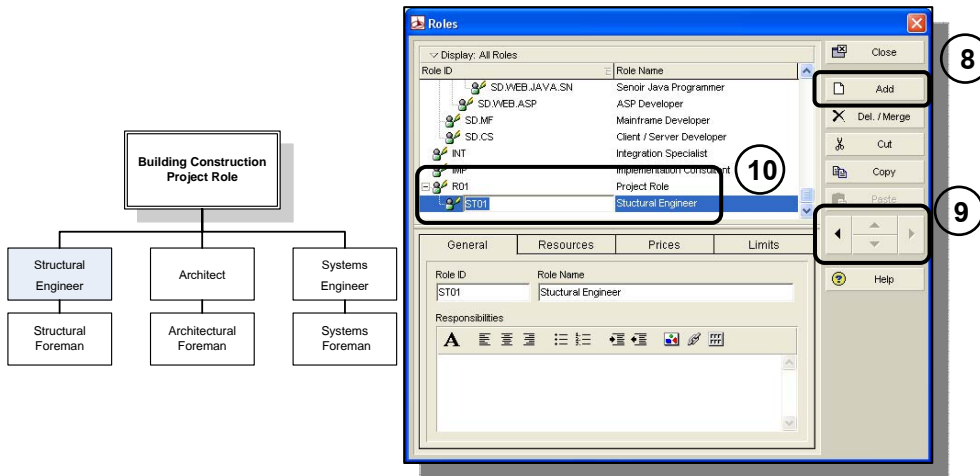 Building Construction
Project Role
Structural
Engineer
Architect
Systems
Engineer
Structural
Foreman
Architectural
Foreman
Systems
Foreman
Roles
Display: All Roles
Role ID Role Name
SD.WEB.JAVA.SN Senoir Java Programmer
SD.WEB.ASP ASP Developer
SD.MF Mainframe Developer
SD.CS Client / Server Developer
INT Integration Specialist
IMP Implementation Consultant
R01 Project Role
ST01 Stuctural Engineer
10
General Resources Prices Limits
Role ID Role Name
ST01 Stuctural Engineer
Responsibilities
A
Close
8
Add
Del. / Merge
Cut
Copy
Paste
9
Help